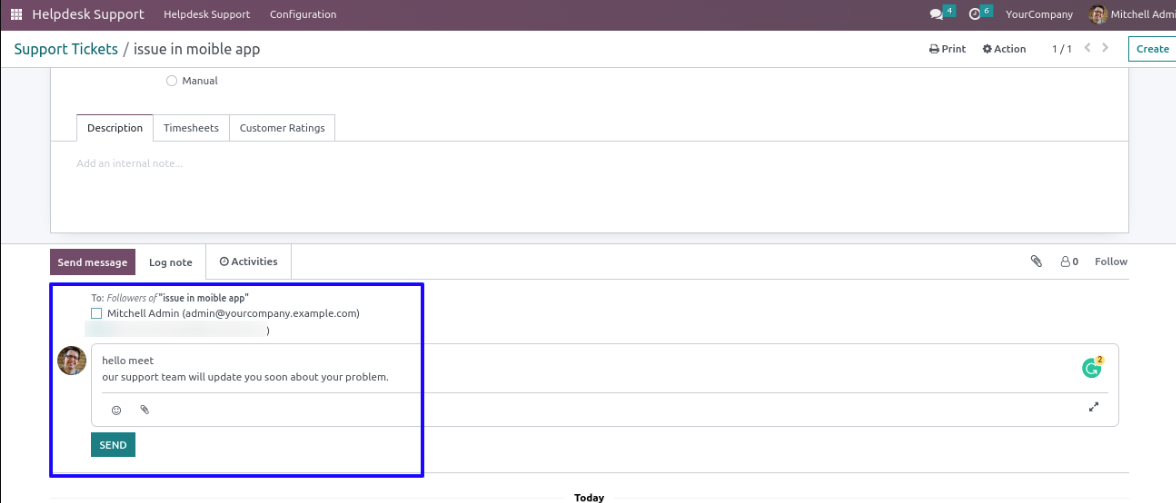 Helpdesk Support Helpdesk Support Configuration 4 6 YourCompany Mitchell Admi
Support Tickets / issue in moible app Print Action 1 / 1 Create
Manual
Description Timesheets Customer Ratings
Add an internal note...
Send message Log note Activities 0 Follow
To: Followers of "issue in moible app"
Mitchell Admin (admin@yourcompany.example.com)
)
hello meet
2
our support team will update you soon about your problem.
SEND
Today